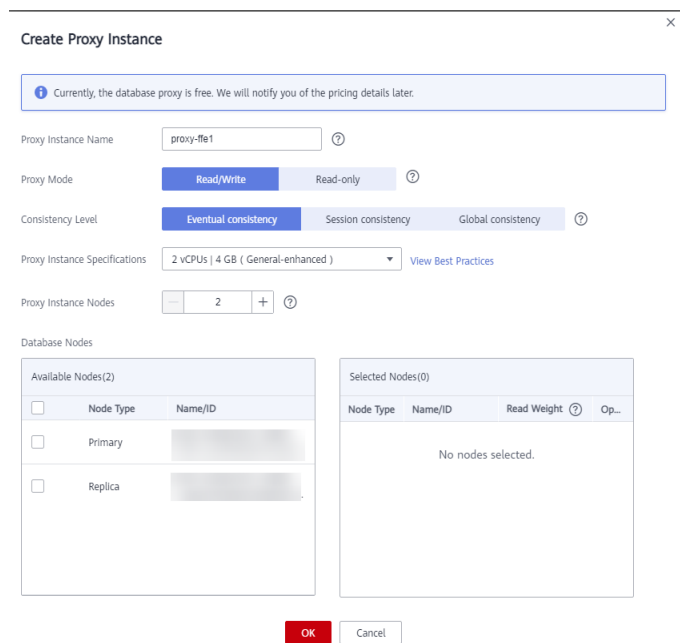 Create Proxy Instance
Currently, the database proxy is free. We will notify you of the pricing details later.
Proxy Instance Name proxy-ffe1
Proxy Mode Read/Write Read-only
Consistency Level Eventual consistency Session consistency Global consistency
Proxy Instance Specifications 2 vCPUs | 4 GB ( General-enhanced ) View Best Practices
Proxy Instance Nodes 2
Database Nodes
Available Nodes(2) Selected Nodes(0)
Node Type Name/ID Node Type Name/ID Read Weight Op...
Primary
No nodes selected.
Replica
OK Cancel